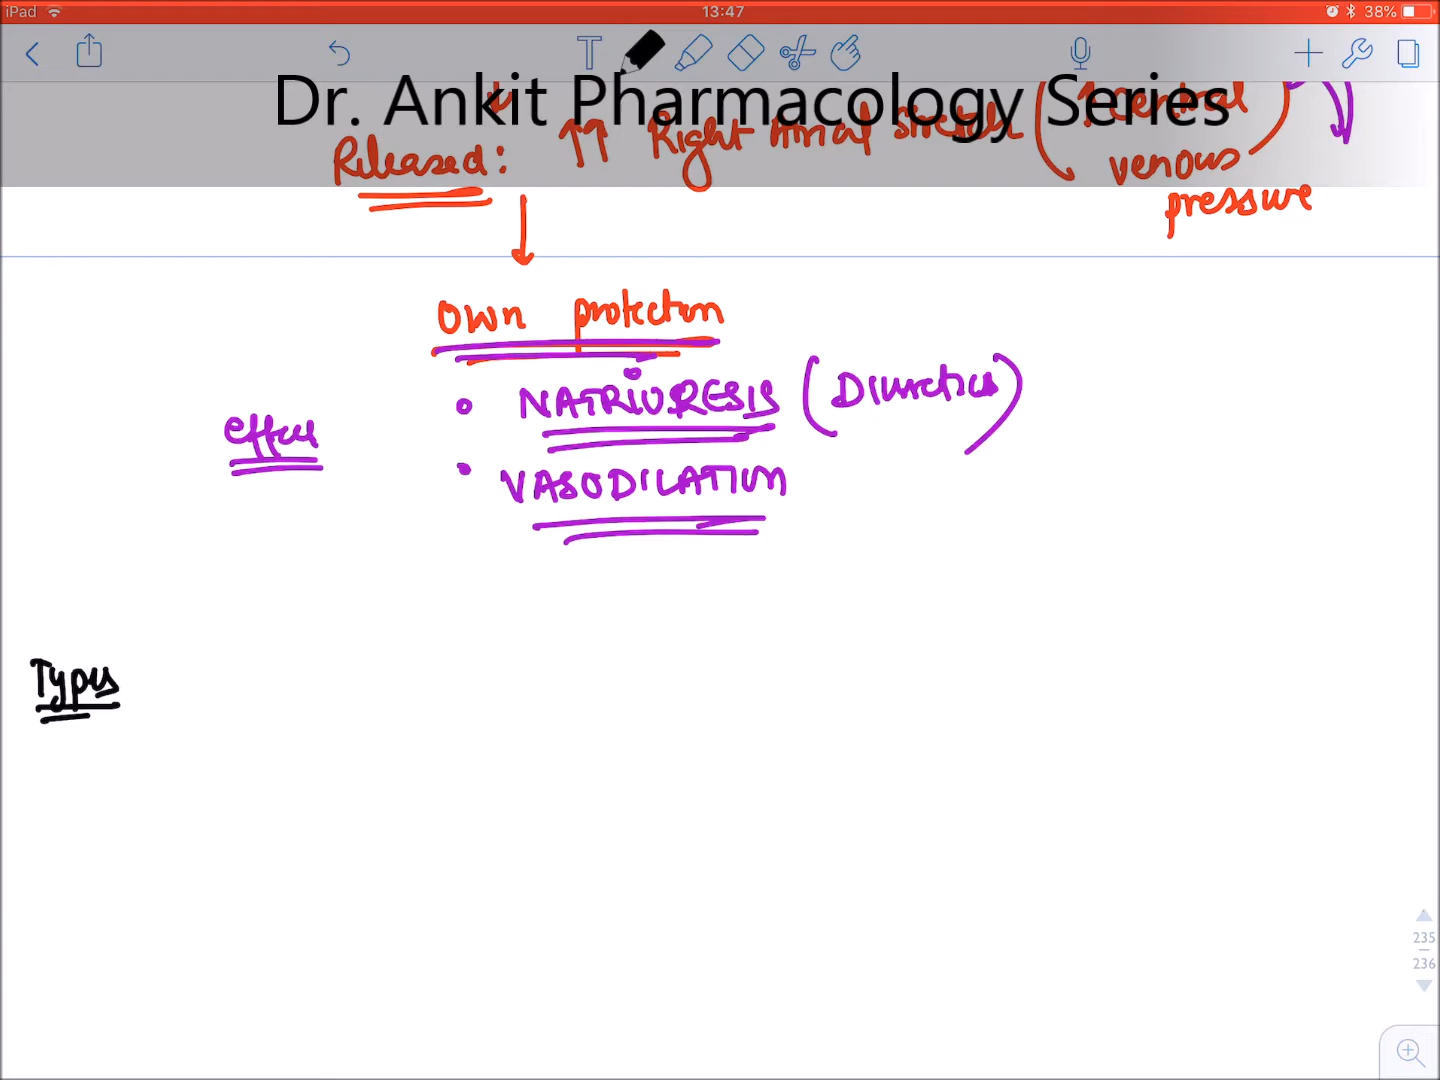 iPad 13:47 38%
Dr. Ankit Pharmacology Series
Released: ↑↑ Right Atrial stretch (↑ central
venous
pressure
own protection
• NATRIURESIS (Diuretics)
effect
• VASODILATION
Types
235
236